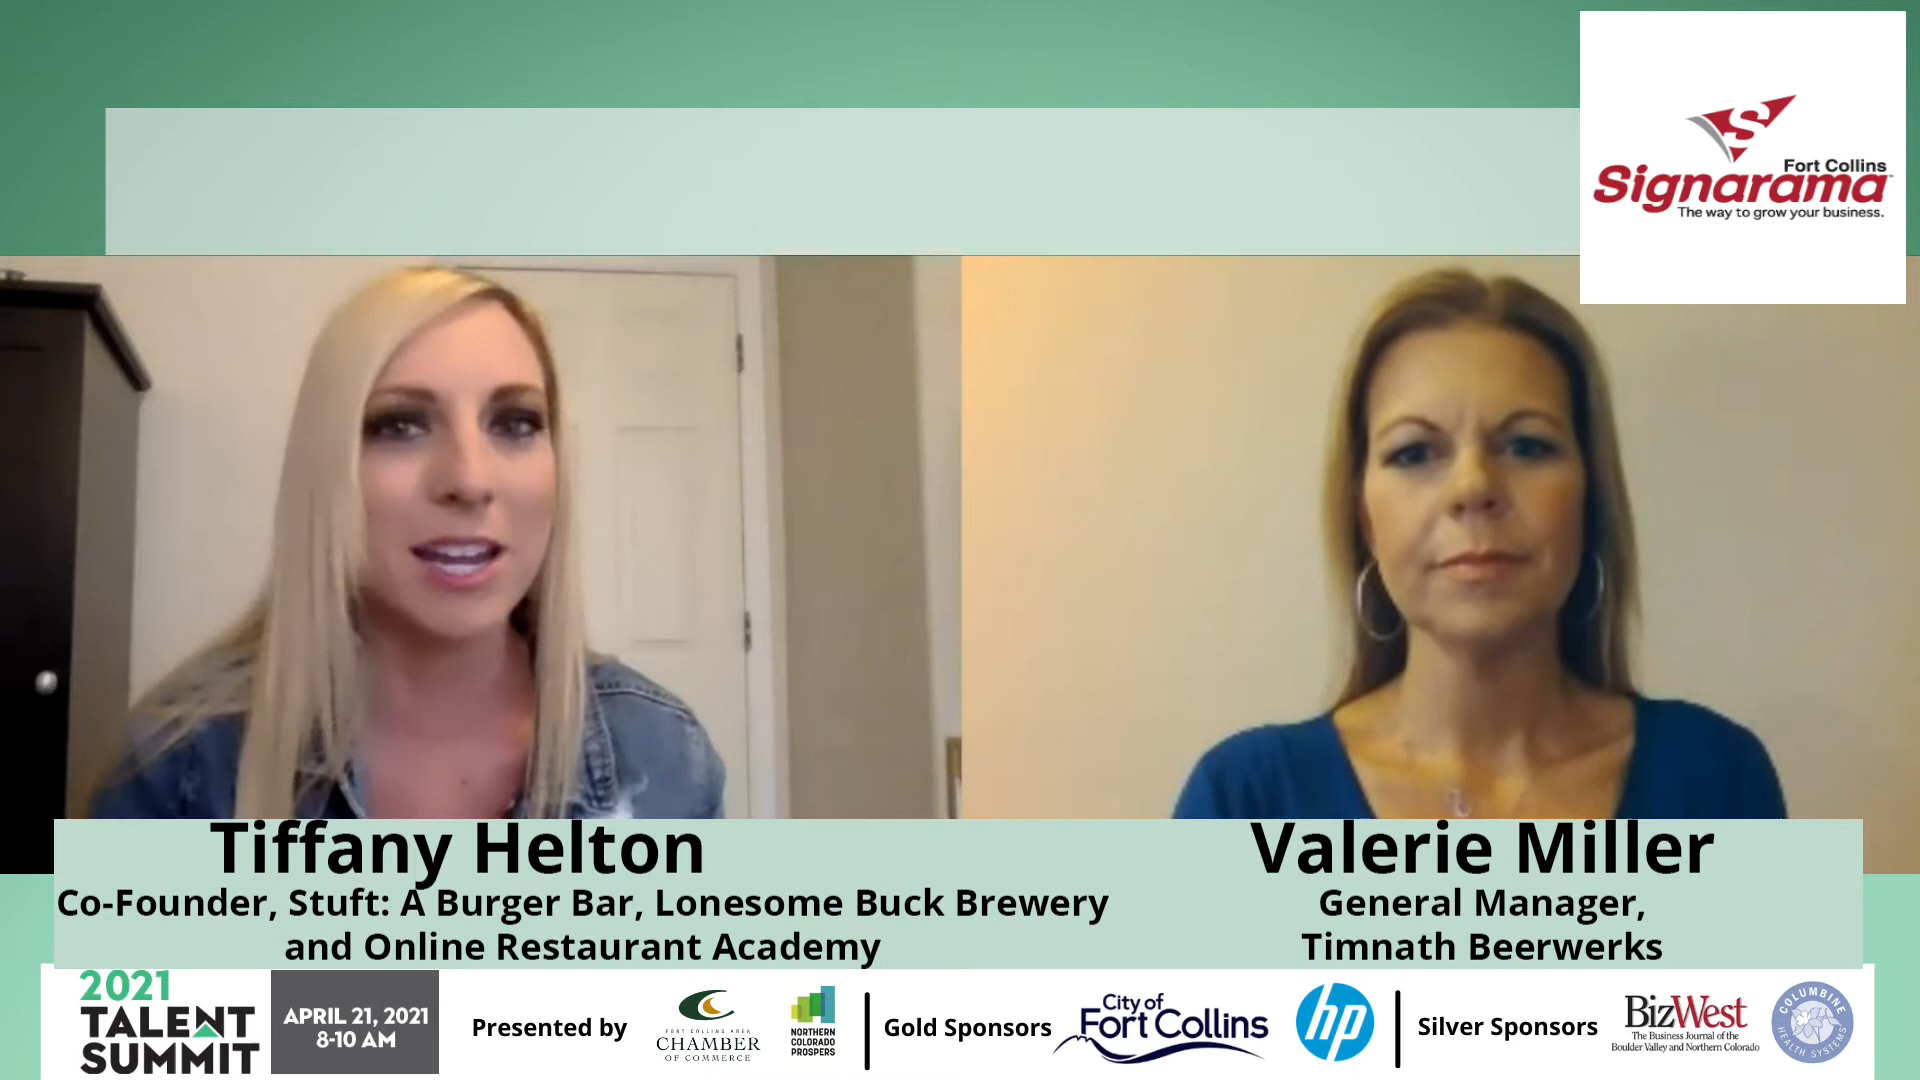 Fort Collins
Signarama
The way to grow your business.
Tiffany Helton
Co-Founder, Stuft: A Burger Bar, Lonesome Buck Brewery
and Online Restaurant Academy
Valerie Miller
General Manager,
Timnath Beerwerks
2021
TALENT
SUMMIT
APRIL 21, 2021
8-10 AM
Presented by
FORT COLLINS AREA
CHAMBER
OF COMMERCE
NORTHERN
COLORADO
PROSPERS
Gold Sponsors
City of
Fort Collins
hp
Silver Sponsors
BizWest
The Business Journal of the
Boulder Valley and Northern Colorado
COLUMBINE
HEALTH SYSTEMS